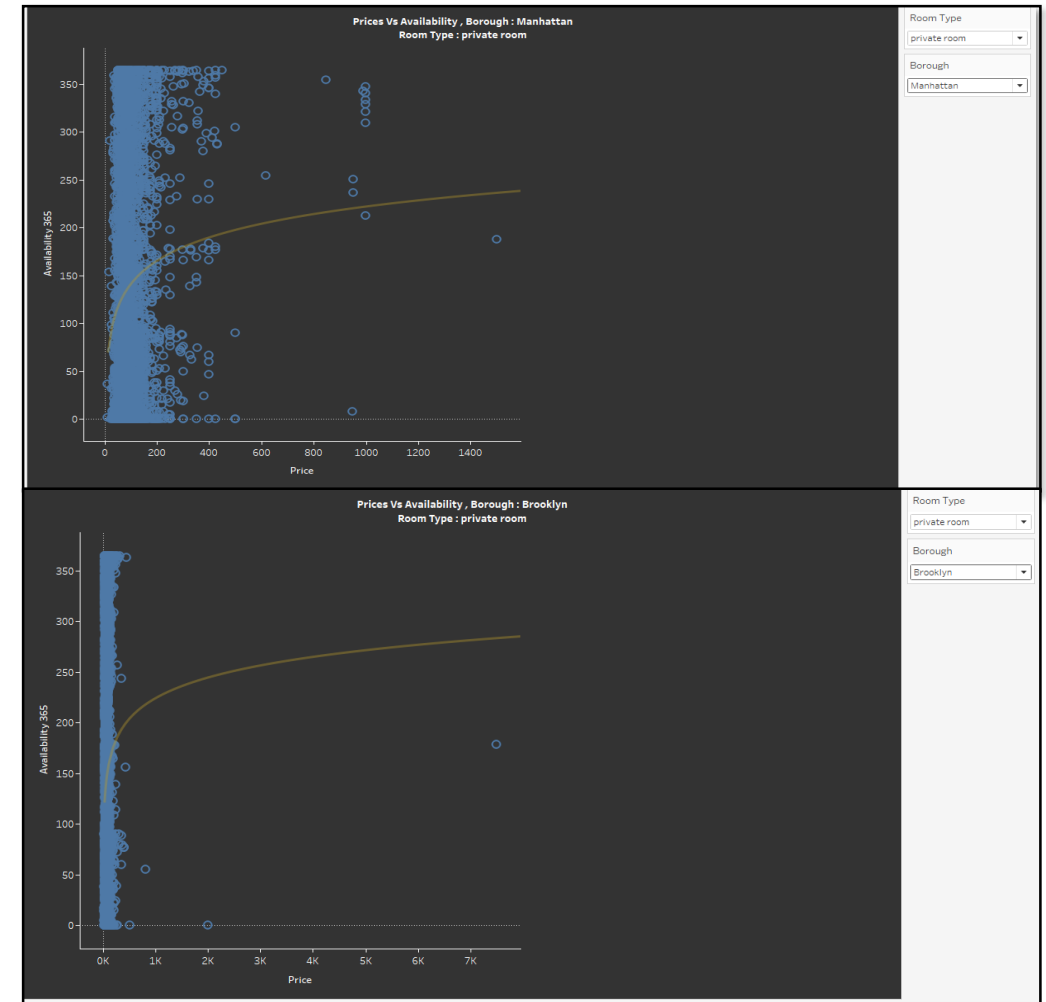 Prices Vs Availability , Borough : Manhattan
Room Type : private room
Room Type
private room
Borough
Manhattan
350
300
250
200
150
100
50
0
Availability 365
0 200 400 600 800 1000 1200 1400
Price
Prices Vs Availability , Borough : Brooklyn
Room Type : private room
Room Type
private room
Borough
Brooklyn
350
300
250
200
150
100
50
0
Availability 365
0K 1K 2K 3K 4K 5K 6K 7K
Price